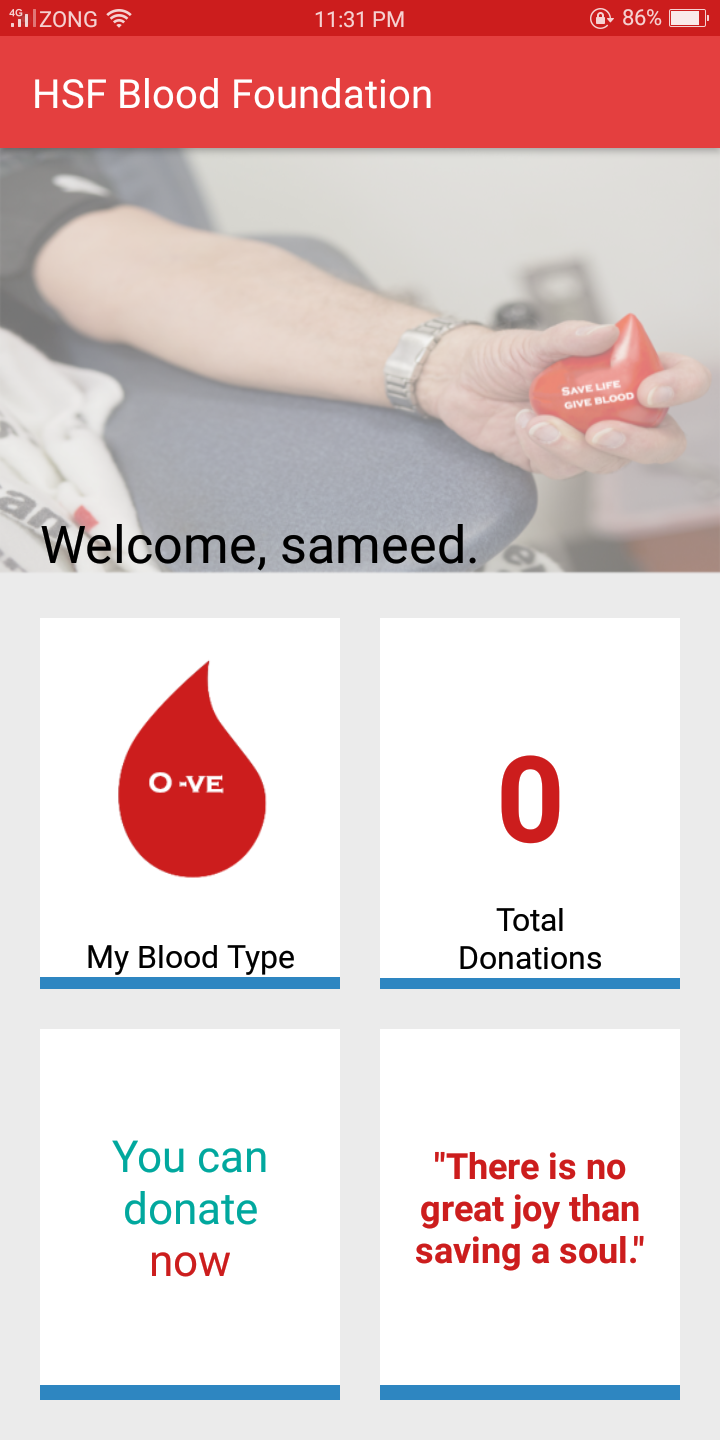 4G ZONG 11:31 PM 86%
HSF Blood Foundation
SAVE LIFE
GIVE BLOOD
Welcome, sameed.
O -VE
My Blood Type
0
Total
Donations
You can
donate
now
"There is no
great joy than
saving a soul."